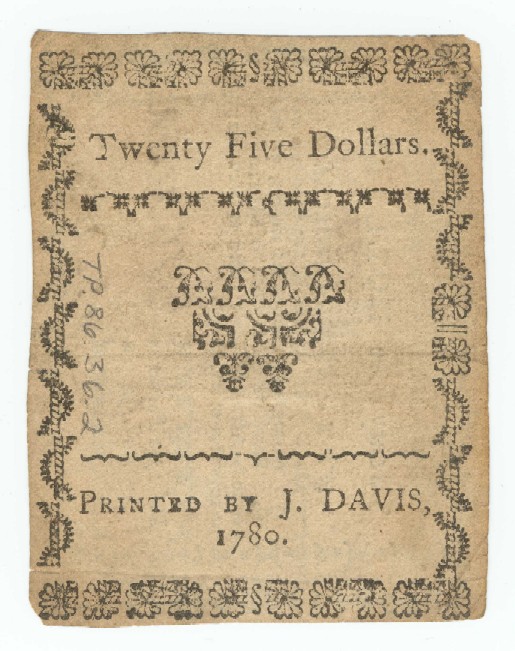 Twenty Five Dollars.
TP. 86 36.2
PRINTED BY J. DAVIS,
1780.